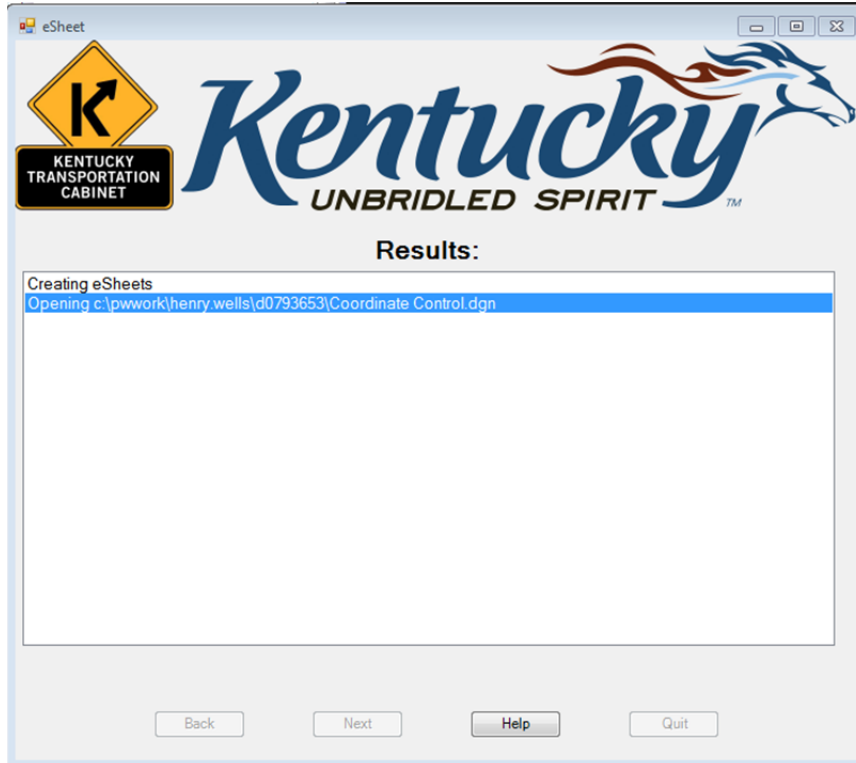 eSheet
KENTUCKY
TRANSPORTATION
CABINET
Kentucky
UNBRIDLED SPIRIT
TM
Results:
Creating eSheets
Opening c:\pwwork\henry.wells\d0793653\Coordinate Control.dgn
Back Next Help Quit